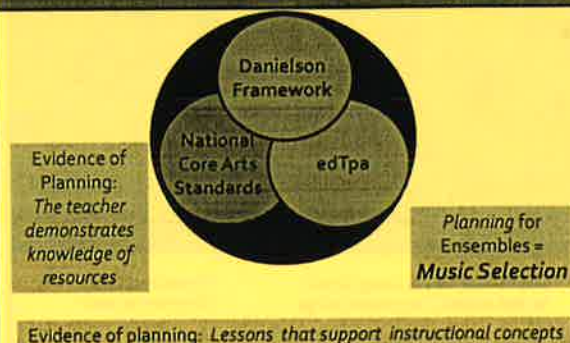 Danielson
Framework
National
Core Arts
Standards
edTpa
Evidence of
Planning:
The teacher
demonstrates
knowledge of
resources
Planning for
Ensembles =
Music Selection
Evidence of planning: Lessons that support instructional concepts